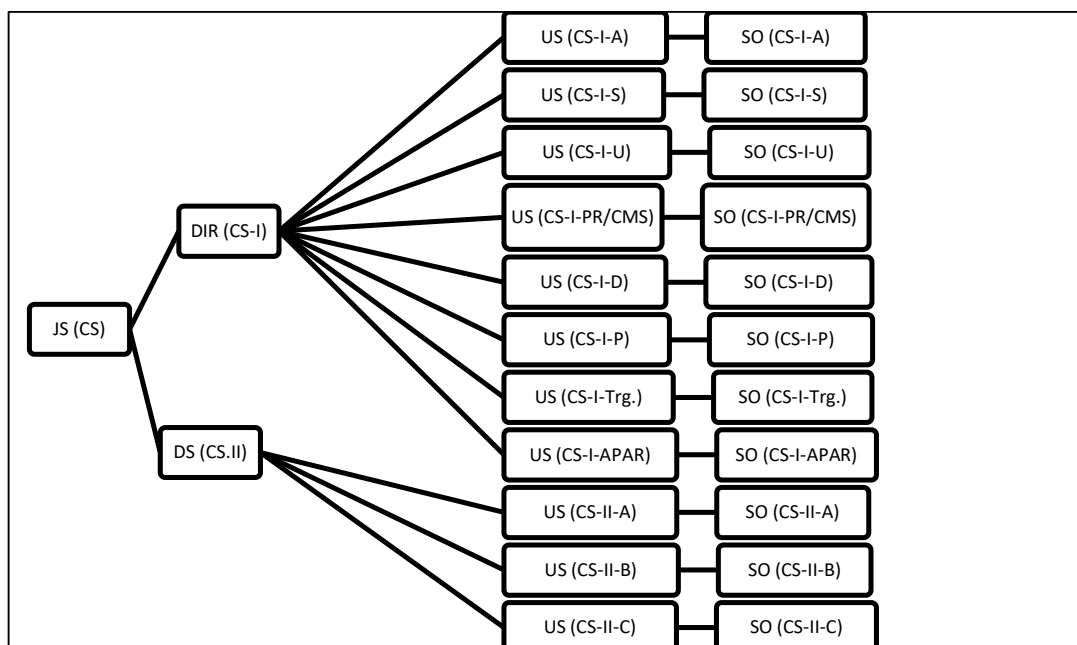 JS (CS)
DIR (CS-I)
US (CS-I-A)
SO (CS-I-A)
US (CS-I-S)
SO (CS-I-S)
US (CS-I-U)
SO (CS-I-U)
US (CS-I-PR/CMS)
SO (CS-I-PR/CMS)
US (CS-I-D)
SO (CS-I-D)
US (CS-I-P)
SO (CS-I-P)
US (CS-I-Trg.)
SO (CS-I-Trg.)
US (CS-I-APAR)
SO (CS-I-APAR)
DS (CS.II)
US (CS-II-A)
SO (CS-II-A)
US (CS-II-B)
SO (CS-II-B)
US (CS-II-C)
SO (CS-II-C)